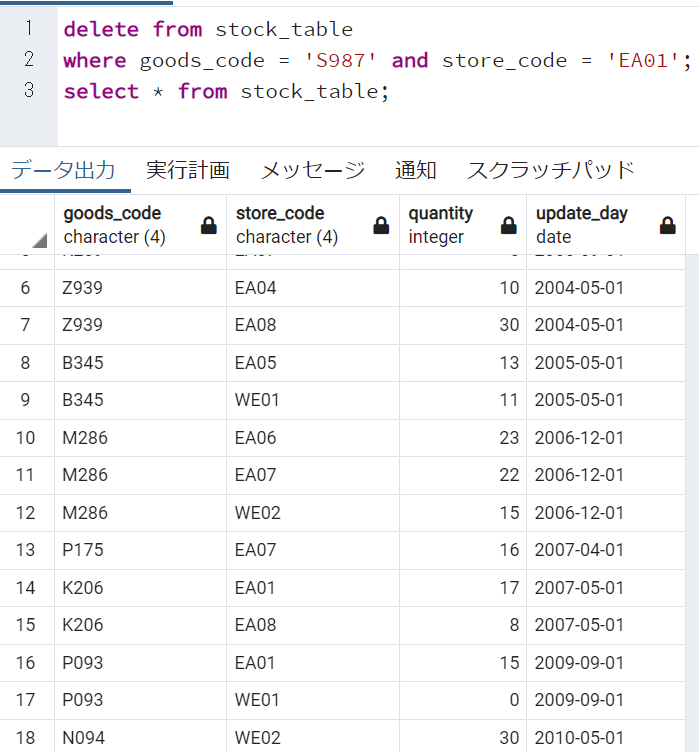 1 delete from stock_table
2 where goods_code = 'S987' and store_code = 'EA01';
3 select * from stock_table;
データ出力 実行計画 メッセージ 通知 スクラッチパッド
goods_code store_code quantity update_day
character (4) character (4) integer date
6 Z939 EA04 10 2004-05-01
7 Z939 EA08 30 2004-05-01
8 B345 EA05 13 2005-05-01
9 B345 WE01 11 2005-05-01
10 M286 EA06 23 2006-12-01
11 M286 EA07 22 2006-12-01
12 M286 WE02 15 2006-12-01
13 P175 EA07 16 2007-04-01
14 K206 EA01 17 2007-05-01
15 K206 EA08 8 2007-05-01
16 P093 EA01 15 2009-09-01
17 P093 WE01 0 2009-09-01
18 N094 WE02 30 2010-05-01